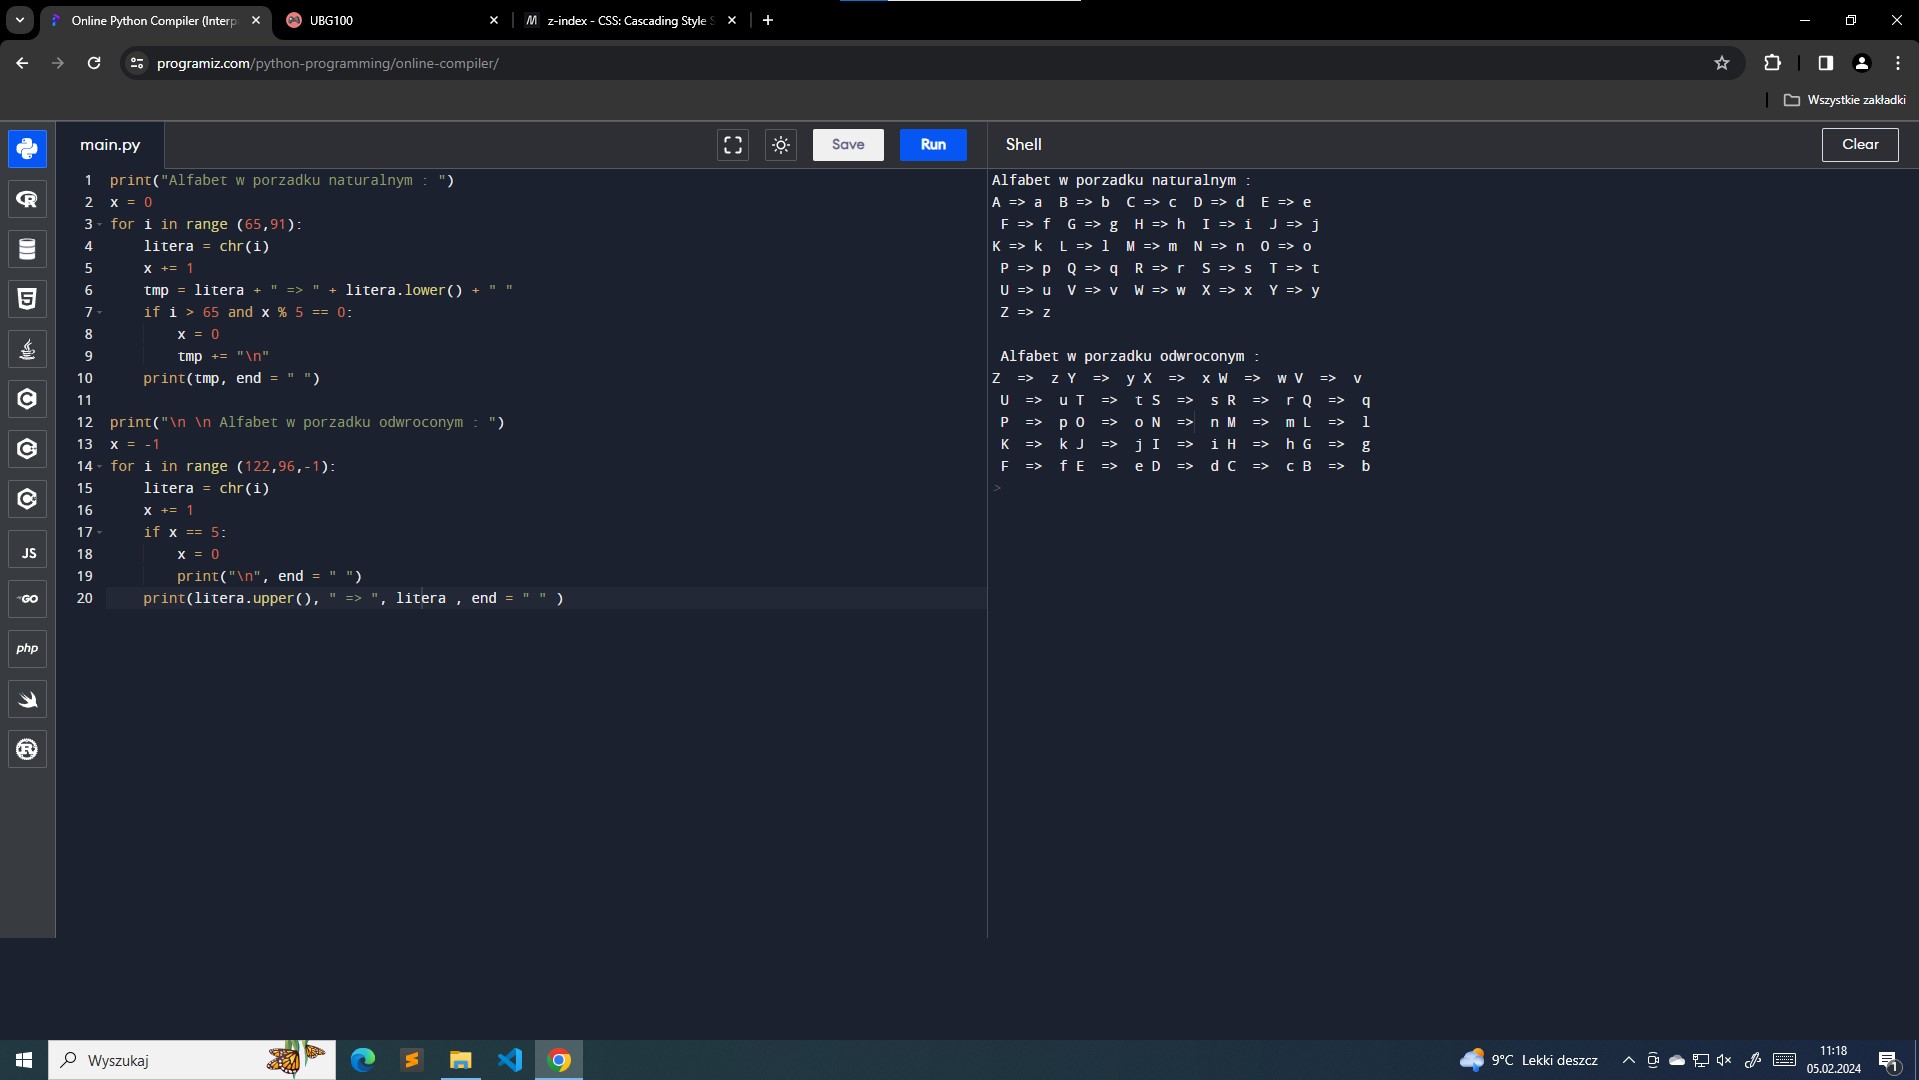 Online Python Compiler (Interp
UBG100
z-index - CSS: Cascading Style S
programiz.com/python-programming/online-compiler/
Wszystkie zakładki
main.py
Save
Run
Shell
Clear
1 print("Alfabet w porzadku naturalnym : ")
2 x = 0
3 for i in range (65,91):
4 litera = chr(i)
5 x += 1
6 tmp = litera + " => " + litera.lower() + " "
7 if i > 65 and x % 5 == 0:
8 x = 0
9 tmp += "\n"
10 print(tmp, end = " ")
11
12 print("\n \n Alfabet w porzadku odwroconym : ")
13 x = -1
14 for i in range (122,96,-1):
15 litera = chr(i)
16 x += 1
17 if x == 5:
18 x = 0
19 print("\n", end = " ")
20 print(litera.upper(), " => ", litera , end = " " )
Alfabet w porzadku naturalnym :
A => a  B => b  C => c  D => d  E => e
F => f  G => g  H => h  I => i  J => j
K => k  L => l  M => m  N => n  O => o
P => p  Q => q  R => r  S => s  T => t
U => u  V => v  W => w  X => x  Y => y
Z => z
Alfabet w porzadku odwroconym :
Z  =>  z Y  =>  y X  =>  x W  =>  w V  =>  v
U  =>  u T  =>  t S  =>  s R  =>  r Q  =>  q
P  =>  p O  =>  o N  =>  n M  =>  m L  =>  l
K  =>  k J  =>  j I  =>  i H  =>  h G  =>  g
F  =>  f E  =>  e D  =>  d C  =>  c B  =>  b
>
R
5
C
C
C
JS
GO
php
R
Wyszukaj
9°C Lekki deszcz
11:18
05.02.2024
1